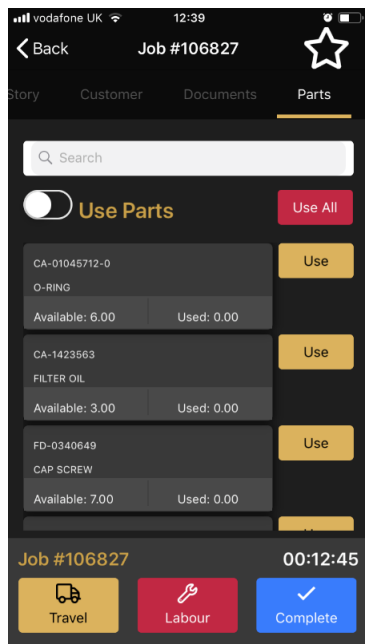 vodafone UK 12:39
Back Job #106827
Story Customer Documents Parts
Search
Use Parts Use All
CA-01045712-0 Use
O-RING
Available: 6.00 Used: 0.00
CA-1423563 Use
FILTER OIL
Available: 3.00 Used: 0.00
FD-0340649 Use
CAP SCREW
Available: 7.00 Used: 0.00
Job #106827 00:12:45
Travel Labour Complete